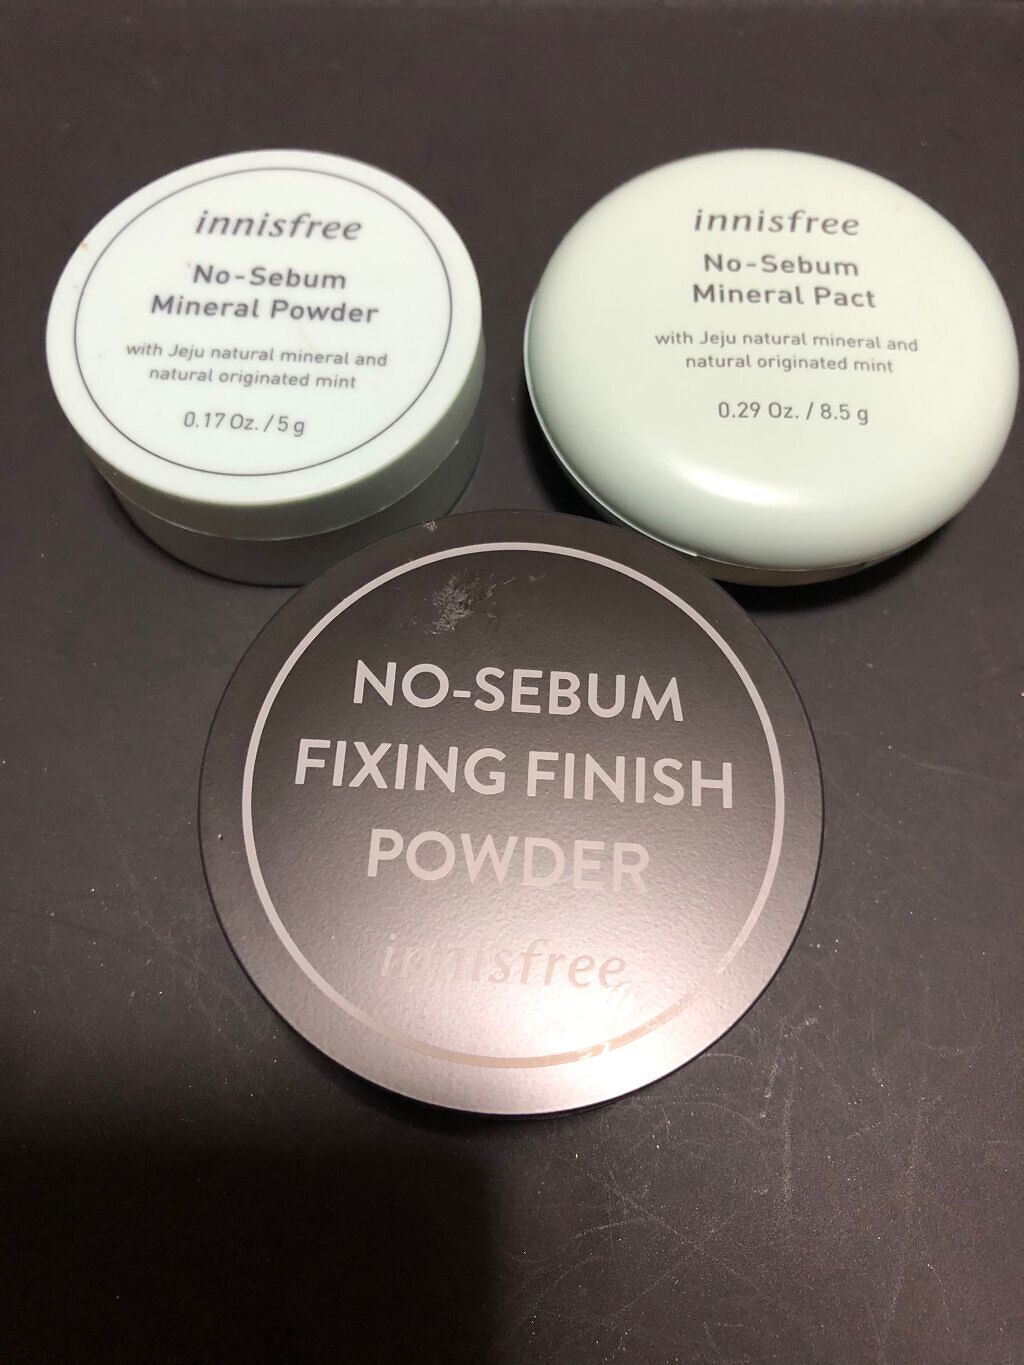 innisfree
No-Sebum
Mineral Powder
with Jeju natural mineral and
natural originated mint
0.17 Oz. / 5 g
innisfree
No-Sebum
Mineral Pact
with Jeju natural mineral and
natural originated mint
0.29 Oz. / 8.5 g
NO-SEBUM
FIXING FINISH
POWDER
innisfree